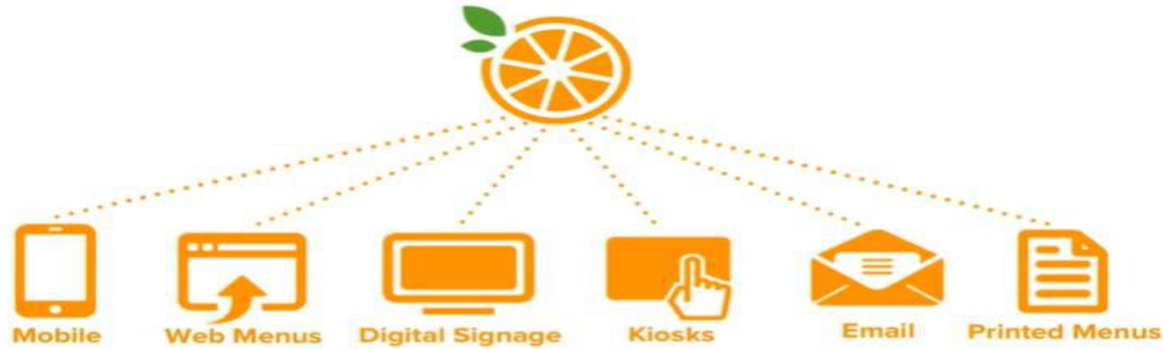 Mobile
Web Menus
Digital Signage
Kiosks
Email
Printed Menus